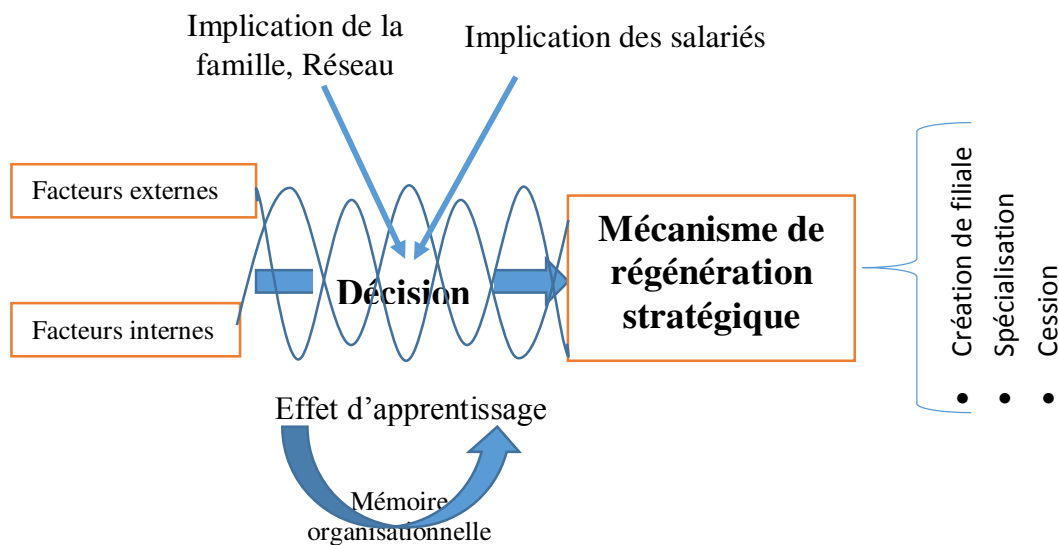 Implication de la
famille, Réseau
Implication des salariés
Facteurs externes
Facteurs internes
Décision
Mécanisme de
régénération
stratégique
• Création de filiale
• Spécialisation
• Cession
Effet d’apprentissage
Mémoire
organisationnelle